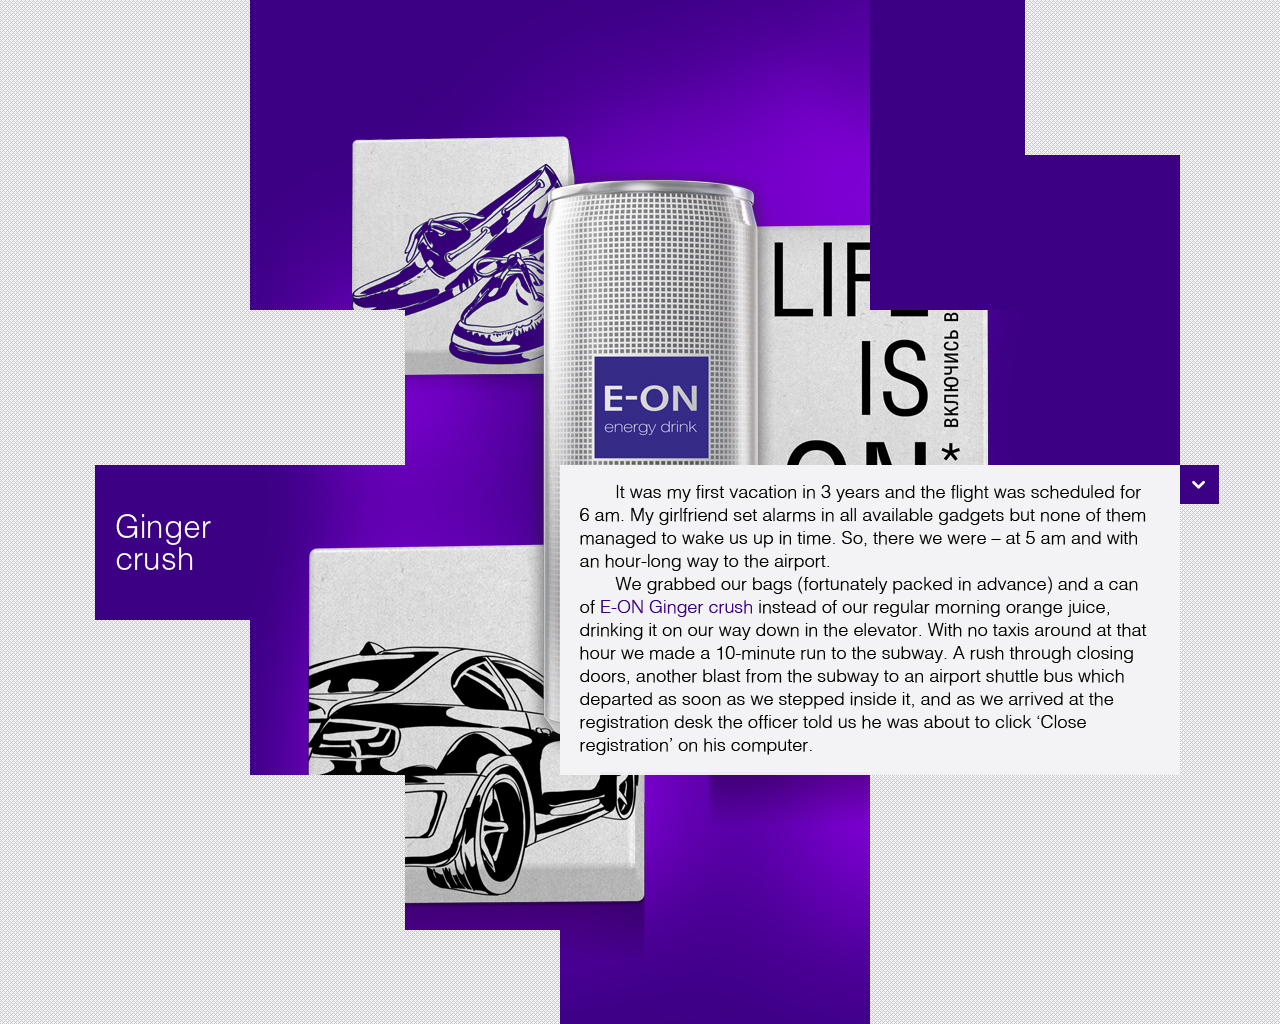 LIFE
IS
ON*
ВКЛЮЧИСЬ В
E-ON
energy drink
Ginger
crush
It was my first vacation in 3 years and the flight was scheduled for
6 am. My girlfriend set alarms in all available gadgets but none of them
managed to wake us up in time. So, there we were – at 5 am and with
an hour-long way to the airport.
We grabbed our bags (fortunately packed in advance) and a can
of E-ON Ginger crush instead of our regular morning orange juice,
drinking it on our way down in the elevator. With no taxis around at that
hour we made a 10-minute run to the subway. A rush through closing
doors, another blast from the subway to an airport shuttle bus which
departed as soon as we stepped inside it, and as we arrived at the
registration desk the officer told us he was about to click ‘Close
registration’ on his computer.